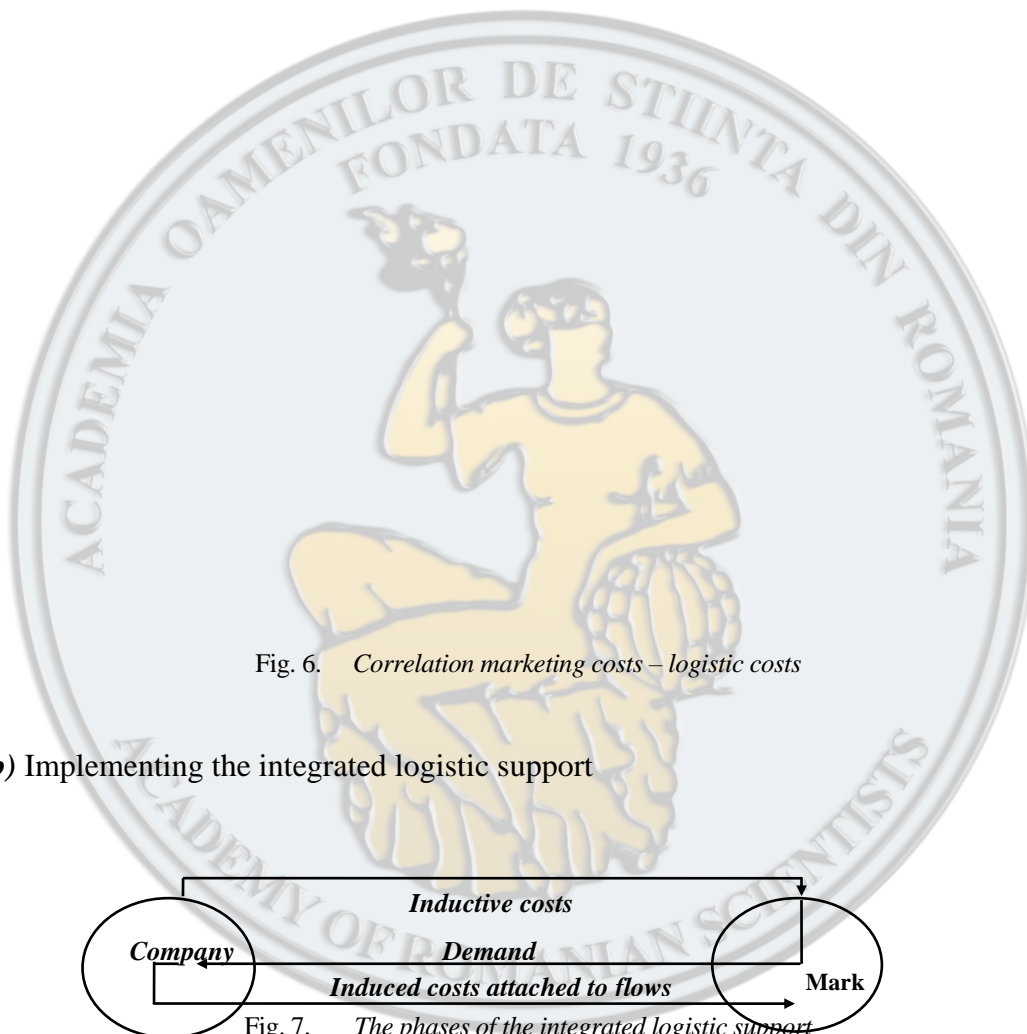 ACADEMIA OAMENILOR DE STIINTA DIN ROMANIA
FONDATA 1936
Fig. 6. Correlation marketing costs – logistic costs
) Implementing the integrated logistic support
Inductive costs
Company
Demand
Induced costs attached to flows
Mark
Fig. 7. The phases of the integrated logistic support
ACADEMY OF ROMANIAN SCIENTISTS